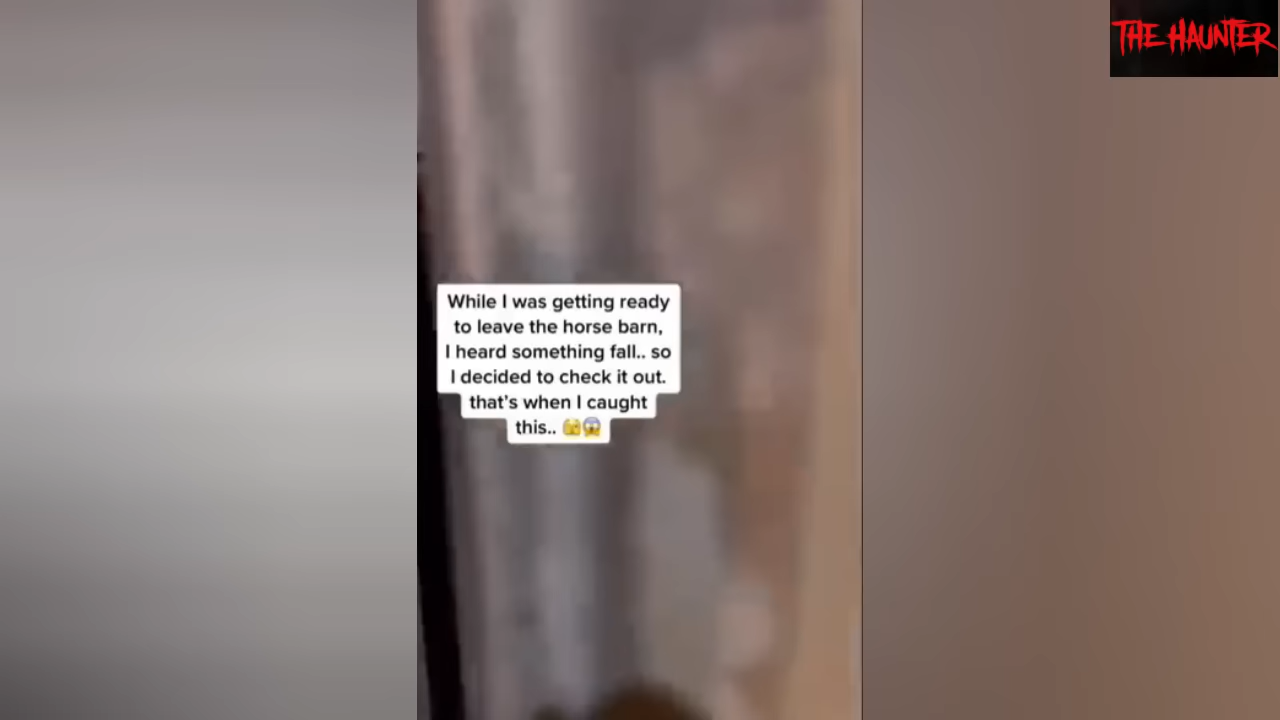 THE HAUNTER
While I was getting ready
to leave the horse barn,
I heard something fall.. so
I decided to check it out.
that's when I caught
this.. 🫣😱